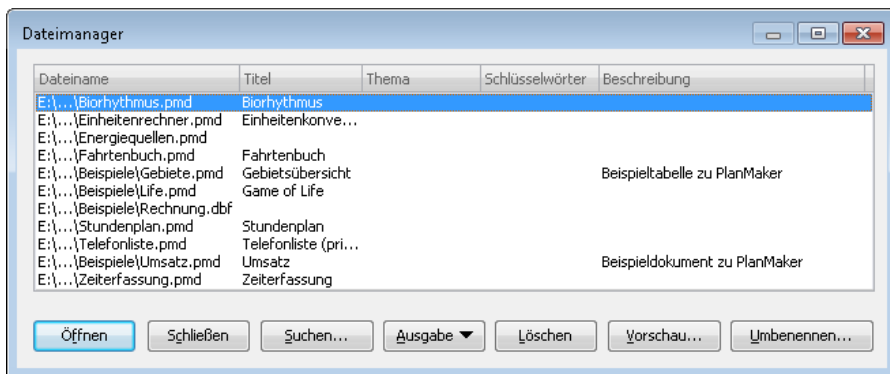 Dateimanager
Dateiname Titel Thema Schlüsselwörter Beschreibung
E:\...\Biorhythmus.pmd Biorhythmus
E:\...\Einheitenrechner.pmd Einheitenkonve...
E:\...\Energiequellen.pmd
E:\...\Fahrtenbuch.pmd Fahrtenbuch
E:\...\Beispiele\Gebiete.pmd Gebietsübersicht Beispieltabelle zu PlanMaker
E:\...\Beispiele\Life.pmd Game of Life
E:\...\Beispiele\Rechnung.dbf
E:\...\Stundenplan.pmd Stundenplan
E:\...\Telefonliste.pmd Telefonliste (pri...
E:\...\Beispiele\Umsatz.pmd Umsatz Beispieldokument zu PlanMaker
E:\...\Zeiterfassung.pmd Zeiterfassung
Öffnen Schließen Suchen... Ausgabe Löschen Vorschau... Umbenennen...